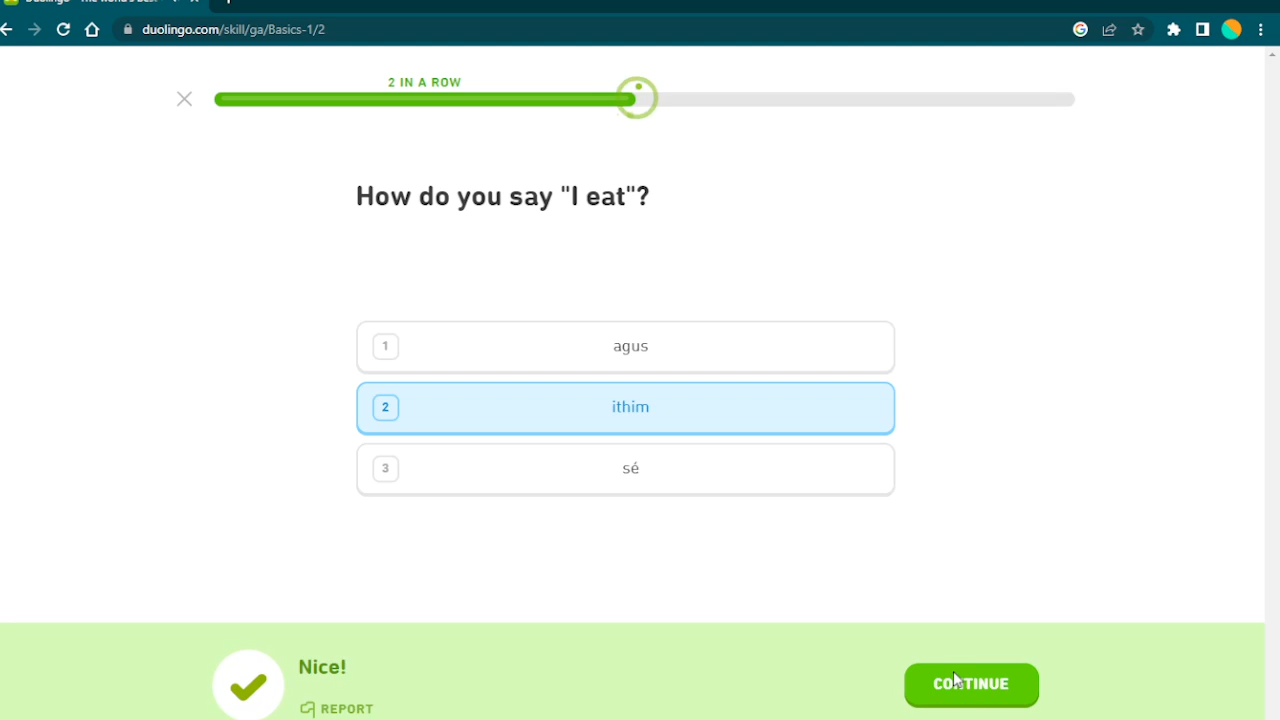 duolingo.com/skill/ga/Basics-1/2
2 IN A ROW
How do you say "I eat"?
1 agus
2 ithim
3 sé
Nice!
REPORT
CONTINUE